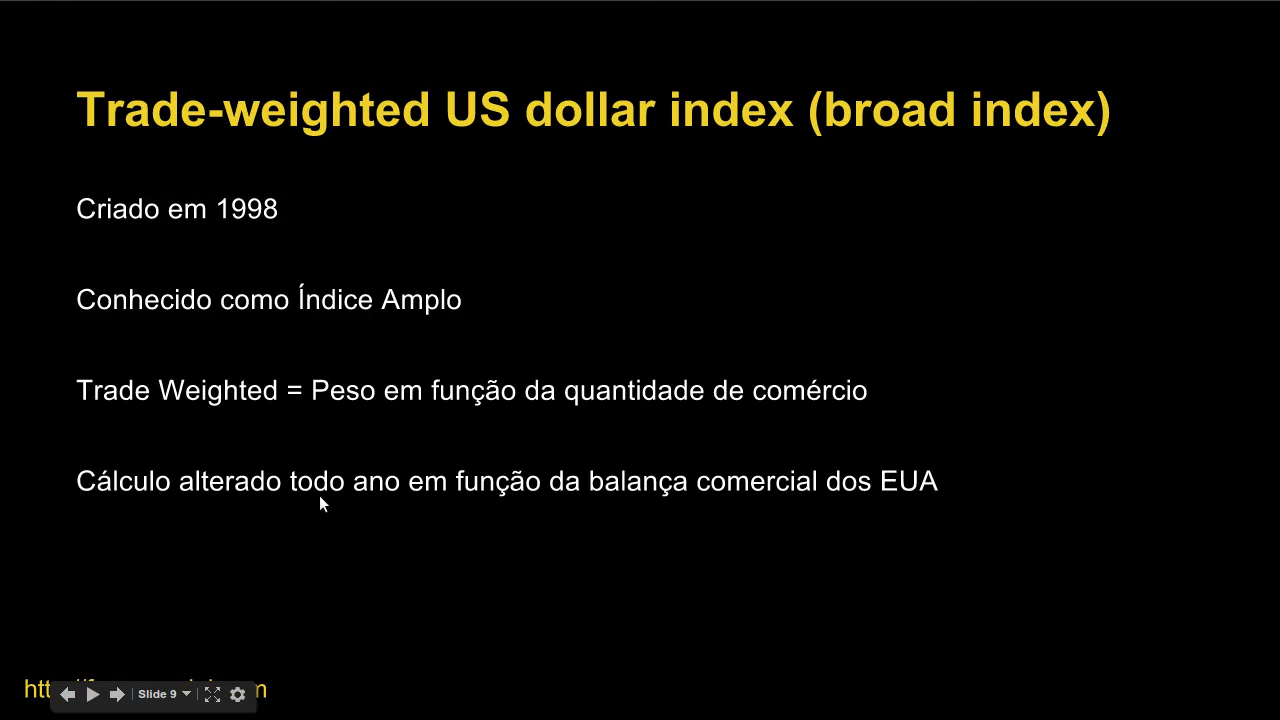 Trade-weighted US dollar index (broad index)
Criado em 1998
Conhecido como Índice Amplo
Trade Weighted = Peso em função da quantidade de comércio
Cálculo alterado todo ano em função da balança comercial dos EUA
Slide 9